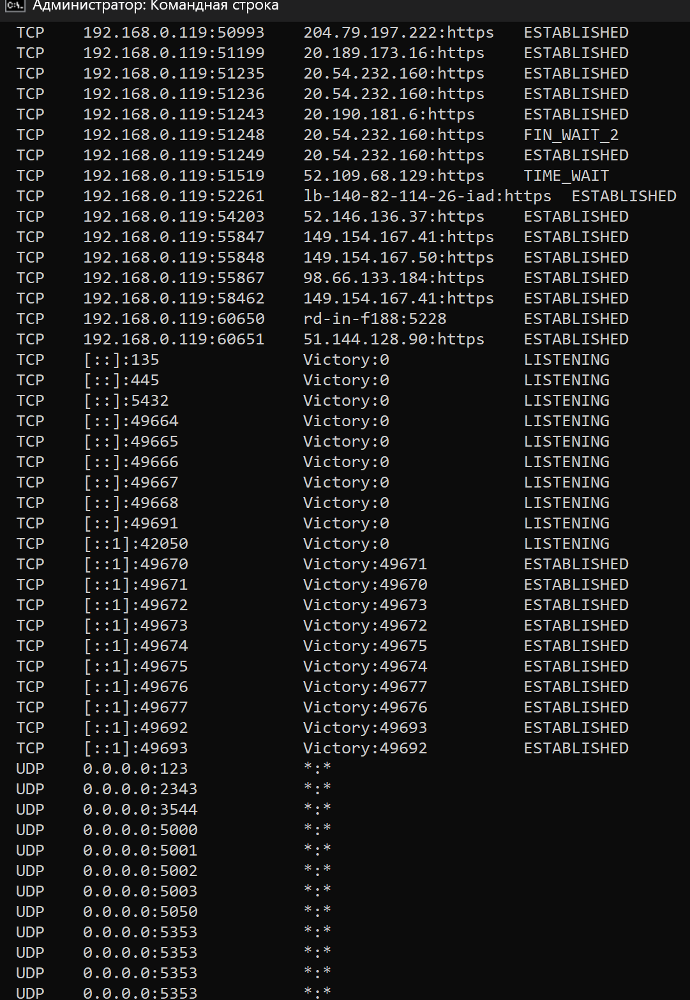 Администратор: Командная строка
TCP 192.168.0.119:50993 204.79.197.222:https ESTABLISHED
TCP 192.168.0.119:51199 20.189.173.16:https ESTABLISHED
TCP 192.168.0.119:51235 20.54.232.160:https ESTABLISHED
TCP 192.168.0.119:51236 20.54.232.160:https ESTABLISHED
TCP 192.168.0.119:51243 20.190.181.6:https ESTABLISHED
TCP 192.168.0.119:51248 20.54.232.160:https FIN_WAIT_2
TCP 192.168.0.119:51249 20.54.232.160:https ESTABLISHED
TCP 192.168.0.119:51519 52.109.68.129:https TIME_WAIT
TCP 192.168.0.119:52261 lb-140-82-114-26-iad:https ESTABLISHED
TCP 192.168.0.119:54203 52.146.136.37:https ESTABLISHED
TCP 192.168.0.119:55847 149.154.167.41:https ESTABLISHED
TCP 192.168.0.119:55848 149.154.167.50:https ESTABLISHED
TCP 192.168.0.119:55867 98.66.133.184:https ESTABLISHED
TCP 192.168.0.119:58462 149.154.167.41:https ESTABLISHED
TCP 192.168.0.119:60650 rd-in-f188:5228 ESTABLISHED
TCP 192.168.0.119:60651 51.144.128.90:https ESTABLISHED
TCP [::]:135 Victory:0 LISTENING
TCP [::]:445 Victory:0 LISTENING
TCP [::]:5432 Victory:0 LISTENING
TCP [::]:49664 Victory:0 LISTENING
TCP [::]:49665 Victory:0 LISTENING
TCP [::]:49666 Victory:0 LISTENING
TCP [::]:49667 Victory:0 LISTENING
TCP [::]:49668 Victory:0 LISTENING
TCP [::]:49691 Victory:0 LISTENING
TCP [::1]:42050 Victory:0 LISTENING
TCP [::1]:49670 Victory:49671 ESTABLISHED
TCP [::1]:49671 Victory:49670 ESTABLISHED
TCP [::1]:49672 Victory:49673 ESTABLISHED
TCP [::1]:49673 Victory:49672 ESTABLISHED
TCP [::1]:49674 Victory:49675 ESTABLISHED
TCP [::1]:49675 Victory:49674 ESTABLISHED
TCP [::1]:49676 Victory:49677 ESTABLISHED
TCP [::1]:49677 Victory:49676 ESTABLISHED
TCP [::1]:49692 Victory:49693 ESTABLISHED
TCP [::1]:49693 Victory:49692 ESTABLISHED
UDP 0.0.0.0:123 *:*
UDP 0.0.0.0:2343 *:*
UDP 0.0.0.0:3544 *:*
UDP 0.0.0.0:5000 *:*
UDP 0.0.0.0:5001 *:*
UDP 0.0.0.0:5002 *:*
UDP 0.0.0.0:5003 *:*
UDP 0.0.0.0:5050 *:*
UDP 0.0.0.0:5353 *:*
UDP 0.0.0.0:5353 *:*
UDP 0.0.0.0:5353 *:*
UDP 0.0.0.0:5353 *:*